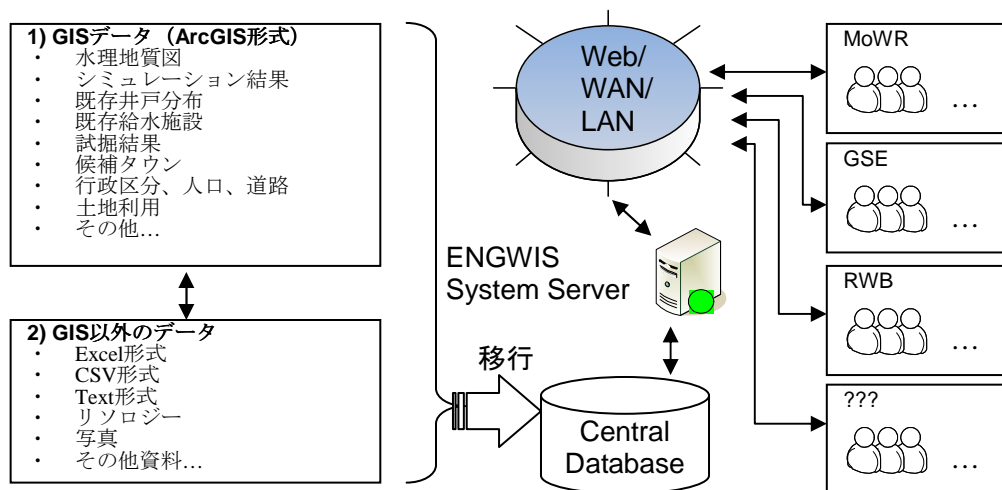 1) GISデータ（ArcGIS形式）
・ 水理地質図
・ シミュレーション結果
・ 既存井戸分布
・ 既存給水施設
・ 試掘結果
・ 候補タウン
・ 行政区分、人口、道路
・ 土地利用
・ その他…
2) GIS以外のデータ
・ Excel形式
・ CSV形式
・ Text形式
・ リソロジー
・ 写真
・ その他資料…
移行
Web/
WAN/
LAN
ENGWIS
System Server
Central
Database
MoWR
…
GSE
…
RWB
…
???
…